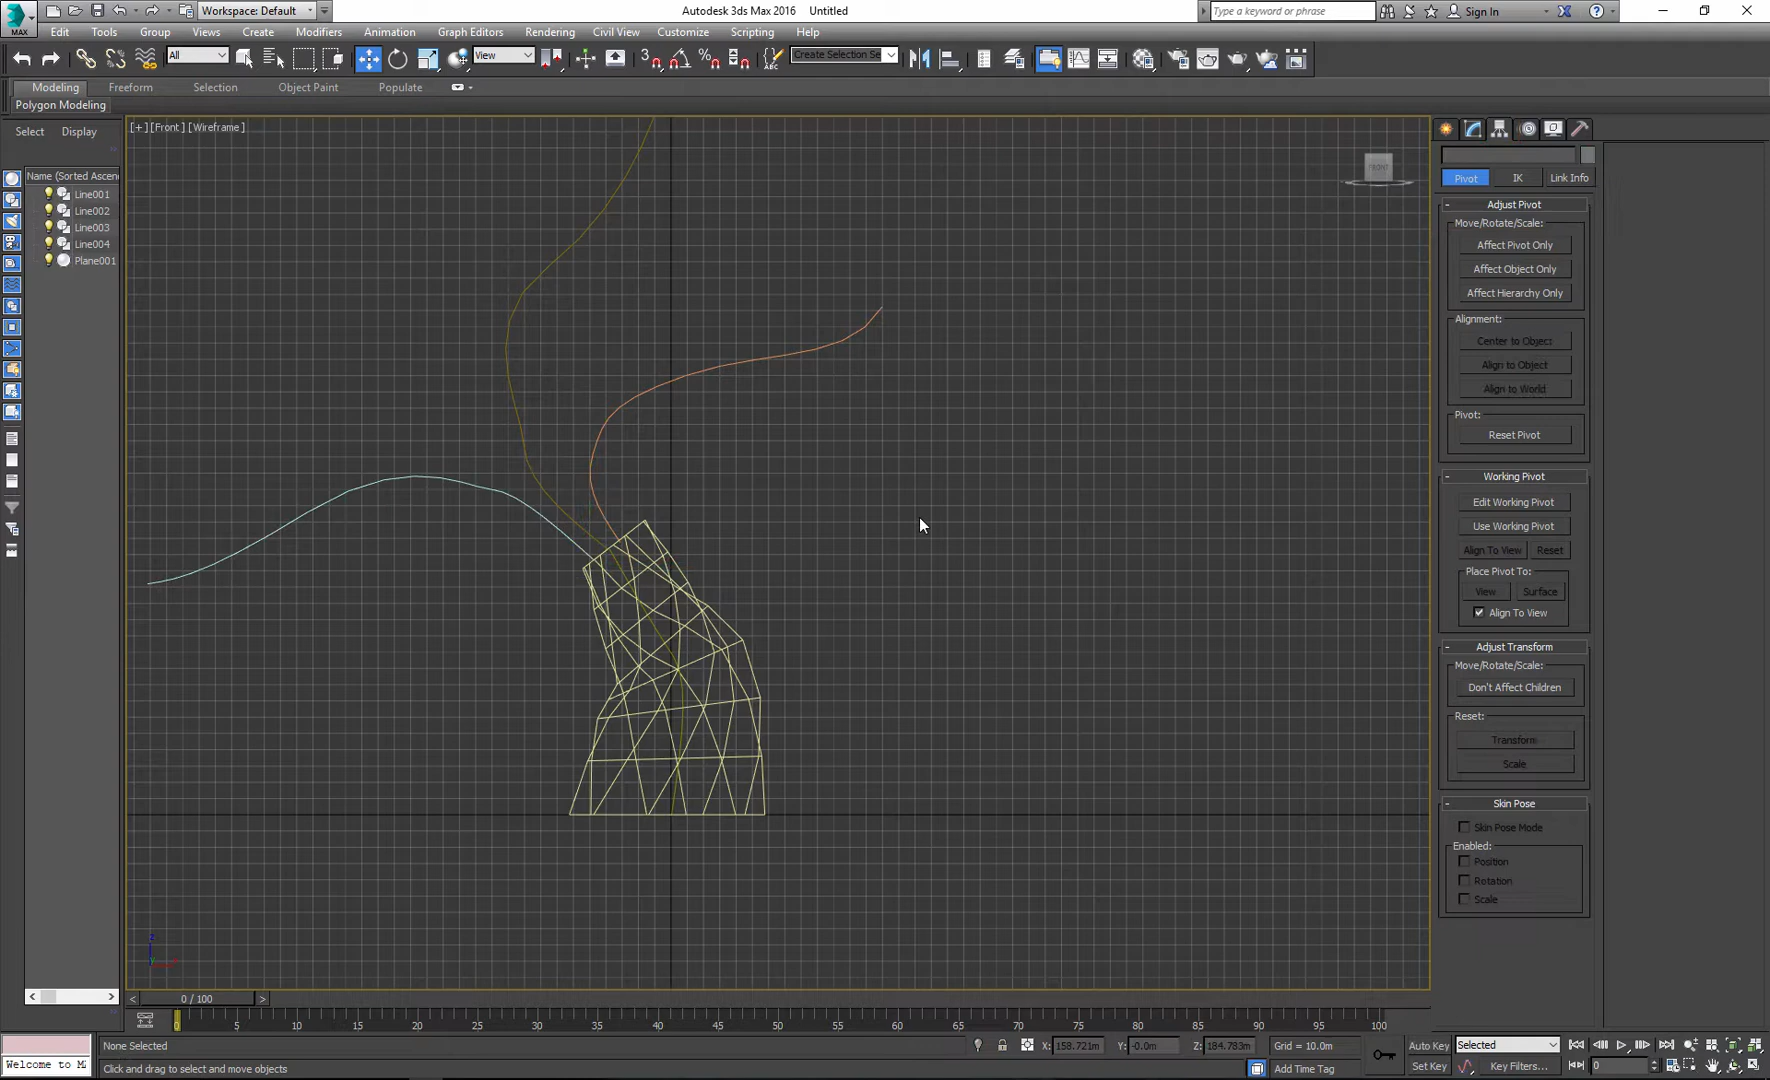 MAX
Workspace: Default
Autodesk 3ds Max 2016 Untitled
Type a keyword or phrase
Sign In
Edit Tools Group Views Create Modifiers Animation Graph Editors Rendering Civil View Customize Scripting Help
All
View
3
Create Selection Se
ABC
Modeling Freeform Selection Object Paint Populate
Polygon Modeling
Select Display
[+] [Front] [Wireframe]
FRONT
Name (Sorted Ascen
Line001
Line002
Line003
Line004
Plane001
Pivot IK Link Info
- Adjust Pivot
Move/Rotate/Scale:
Affect Pivot Only
Affect Object Only
Affect Hierarchy Only
Alignment:
Center to Object
Align to Object
Align to World
Pivot:
Reset Pivot
- Working Pivot
Edit Working Pivot
Use Working Pivot
Align To View Reset
Place Pivot To:
View Surface
Align To View
- Adjust Transform
Move/Rotate/Scale:
Don't Affect Children
Reset:
Transform
Scale
- Skin Pose
Skin Pose Mode
Enabled:
Position
Rotation
Scale
z
< 0 / 100 >
0 5 10 15 20 25 30 35 40 45 50 55 60 65 70 75 80 85 90 95 100
None Selected
X: 158.721m Y: -0.0m Z: 184.783m Grid = 10.0m
Auto Key Selected
Welcome to M
Click and drag to select and move objects
Add Time Tag
Set Key Key Filters... 0